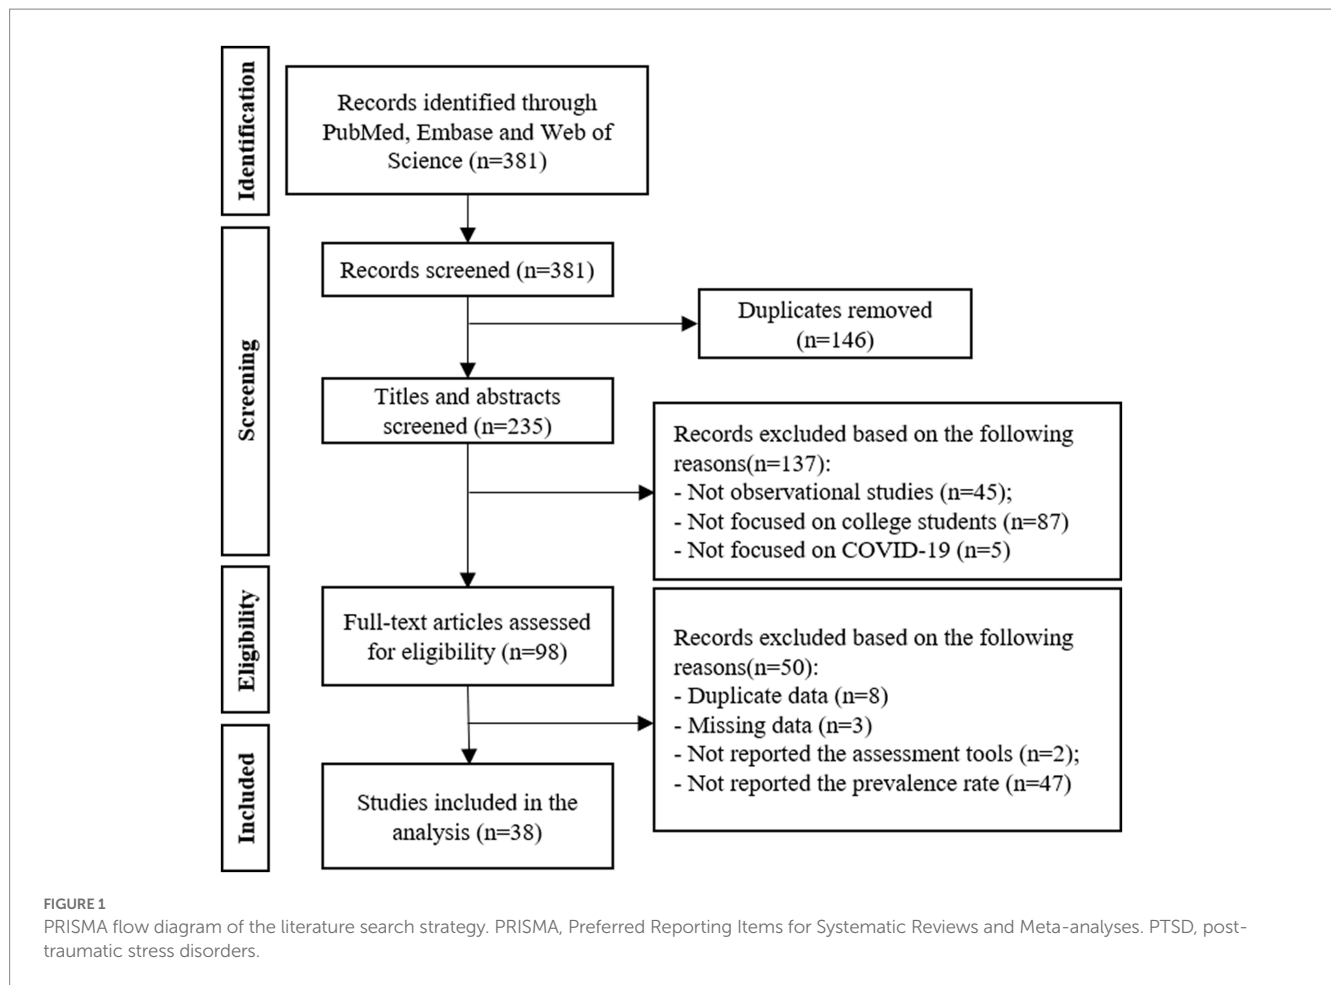 Identification
Records identified through
PubMed, Embase and Web of
Science (n=381)
Screening
Records screened (n=381)
Duplicates removed
(n=146)
Titles and abstracts
screened (n=235)
Records excluded based on the following
reasons(n=137):
- Not observational studies (n=45);
- Not focused on college students (n=87)
- Not focused on COVID-19 (n=5)
Eligibility
Full-text articles assessed
for eligibility (n=98)
Records excluded based on the following
reasons(n=50):
- Duplicate data (n=8)
- Missing data (n=3)
- Not reported the assessment tools (n=2);
- Not reported the prevalence rate (n=47)
Included
Studies included in the
analysis (n=38)
FIGURE 1
PRISMA flow diagram of the literature search strategy. PRISMA, Preferred Reporting Items for Systematic Reviews and Meta-analyses. PTSD, post-
traumatic stress disorders.